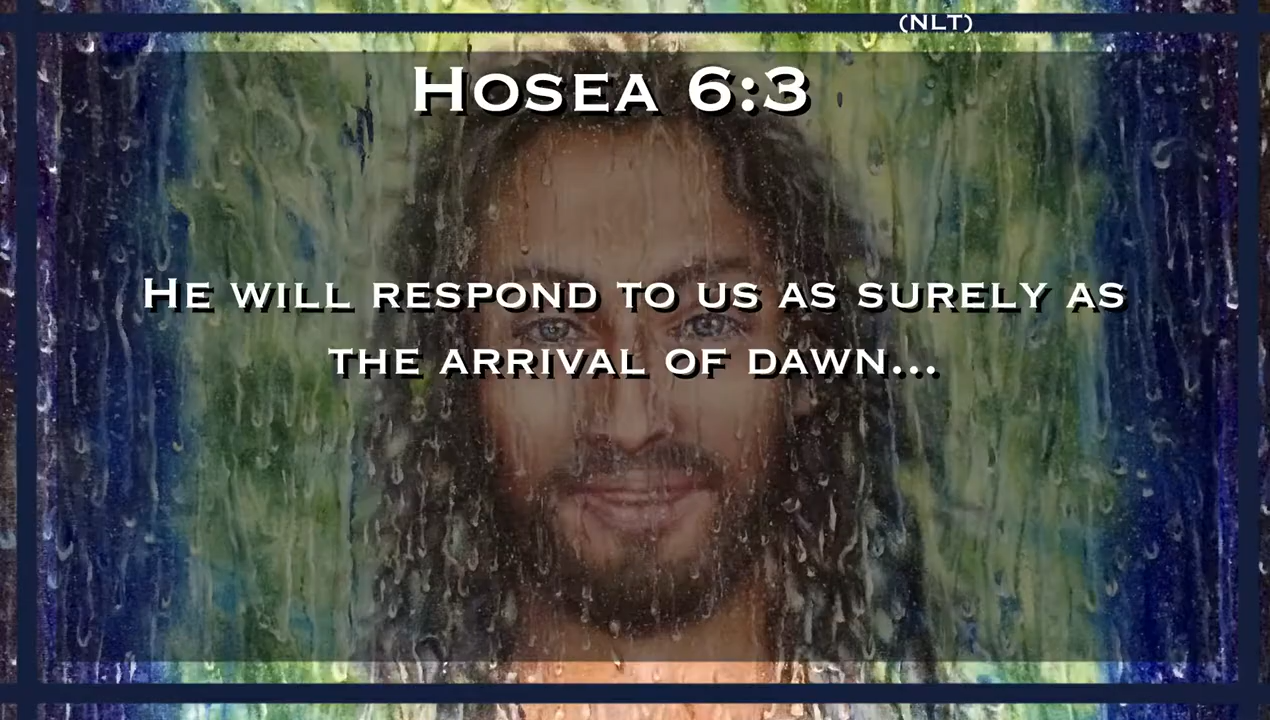 (NLT)
Hosea 6:3
He will respond to us as surely as
the arrival of dawn...